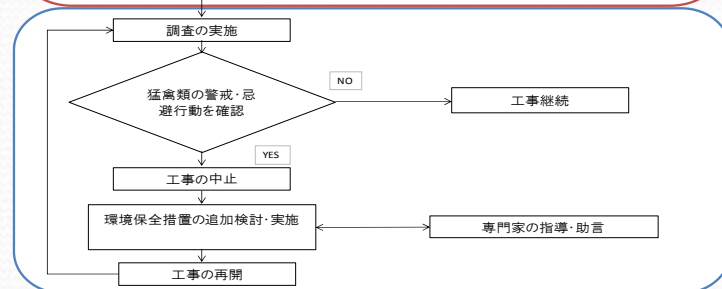 調査の実施
NO
猛禽類の警戒･忌
避行動を確認
工事継続
YES
工事の中止
環境保全措置の追加検討･実施
専門家の指導･助言
工事の再開